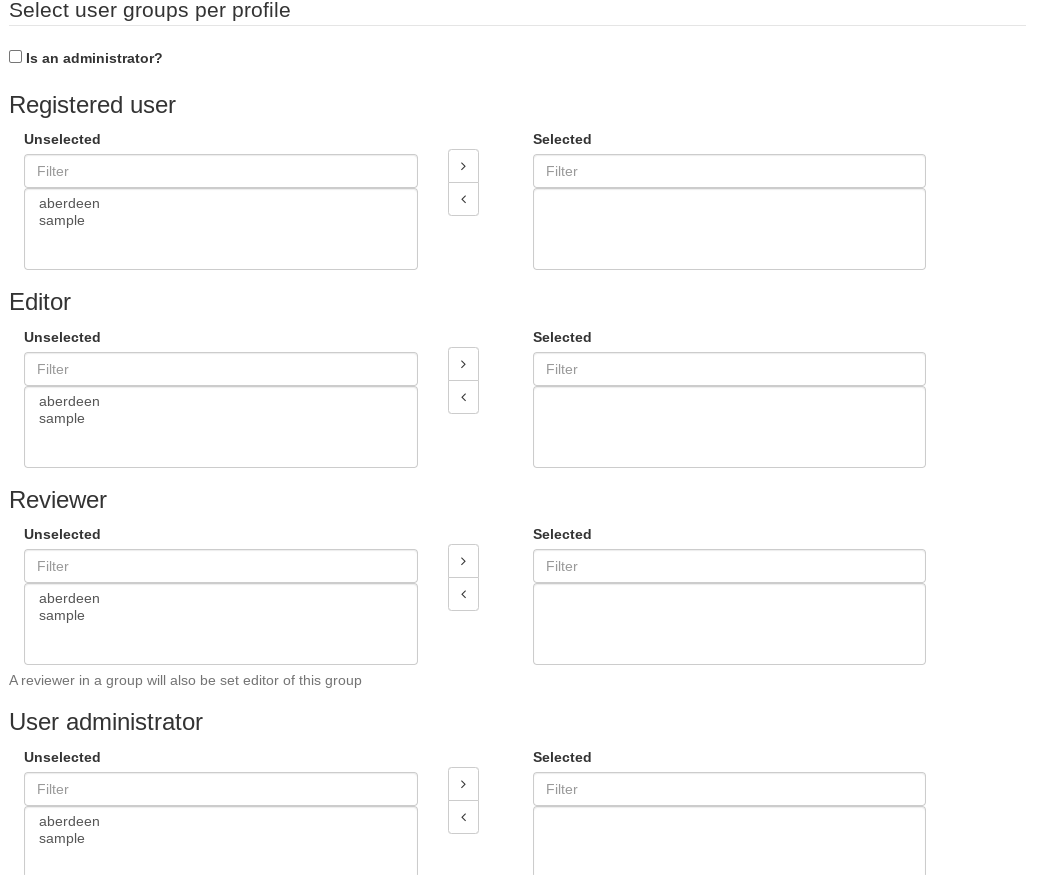 Select user groups per profile
Is an administrator?
Registered user
Unselected
Selected
Filter
Filter
>
<
aberdeen
sample
Editor
Unselected
Selected
Filter
Filter
>
<
aberdeen
sample
Reviewer
Unselected
Selected
Filter
Filter
>
<
aberdeen
sample
A reviewer in a group will also be set editor of this group
User administrator
Unselected
Selected
Filter
Filter
>
<
aberdeen
sample